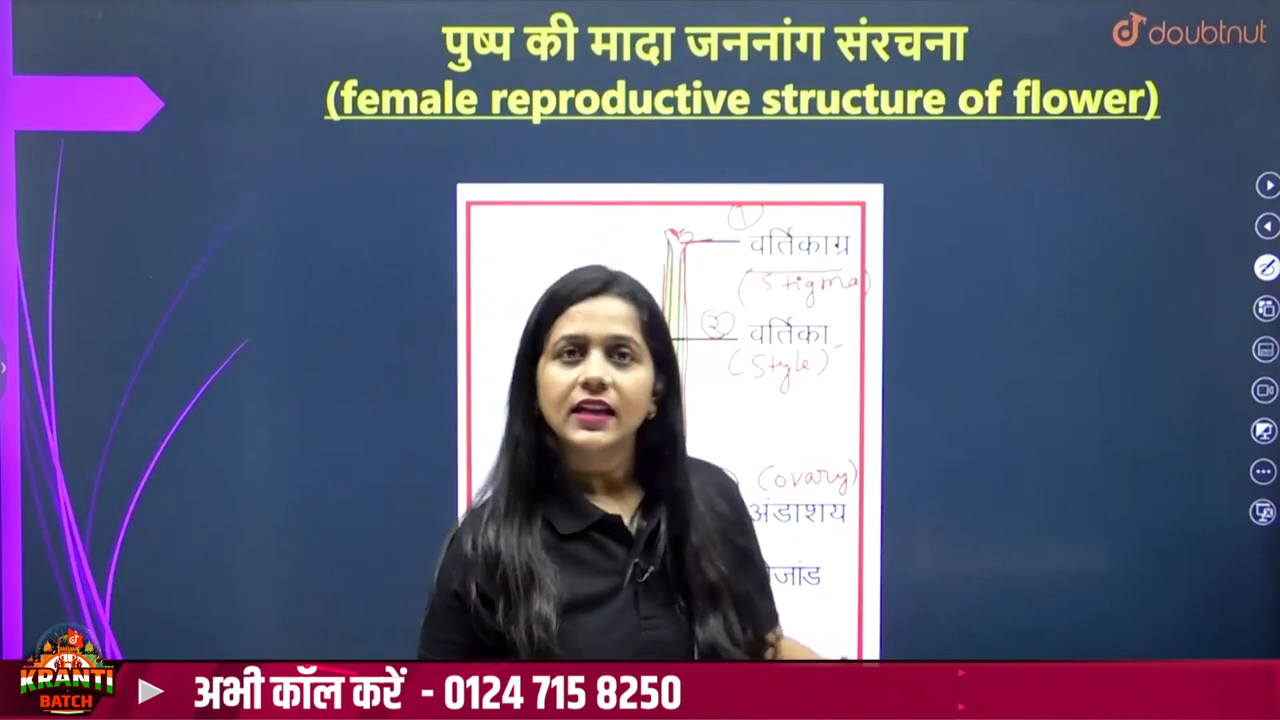 पुष्प की मादा जननांग संरचना
(female reproductive structure of flower)
doubtnut
①
वर्तिकाग्र
(Stigma)
②
वर्तिका
(Style)
(ovary)
अंडाशय
जांड
KRANTI
BATCH
अभी कॉल करें - 0124 715 8250